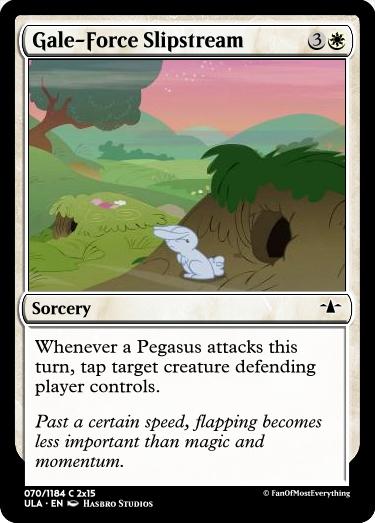 Gale-Force Slipstream 3
Sorcery
Whenever a Pegasus attacks this
turn, tap target creature defending
player controls.
Past a certain speed, flapping becomes
less important than magic and
momentum.
070/1184 C 2x15
ULA • EN Hasbro Studios © FanOfMostEverything